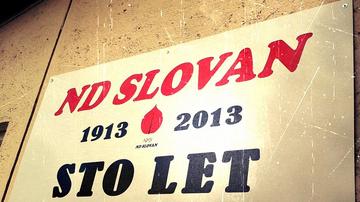 ND SLOVAN
1913 2013
ND SLOVAN
STO LET